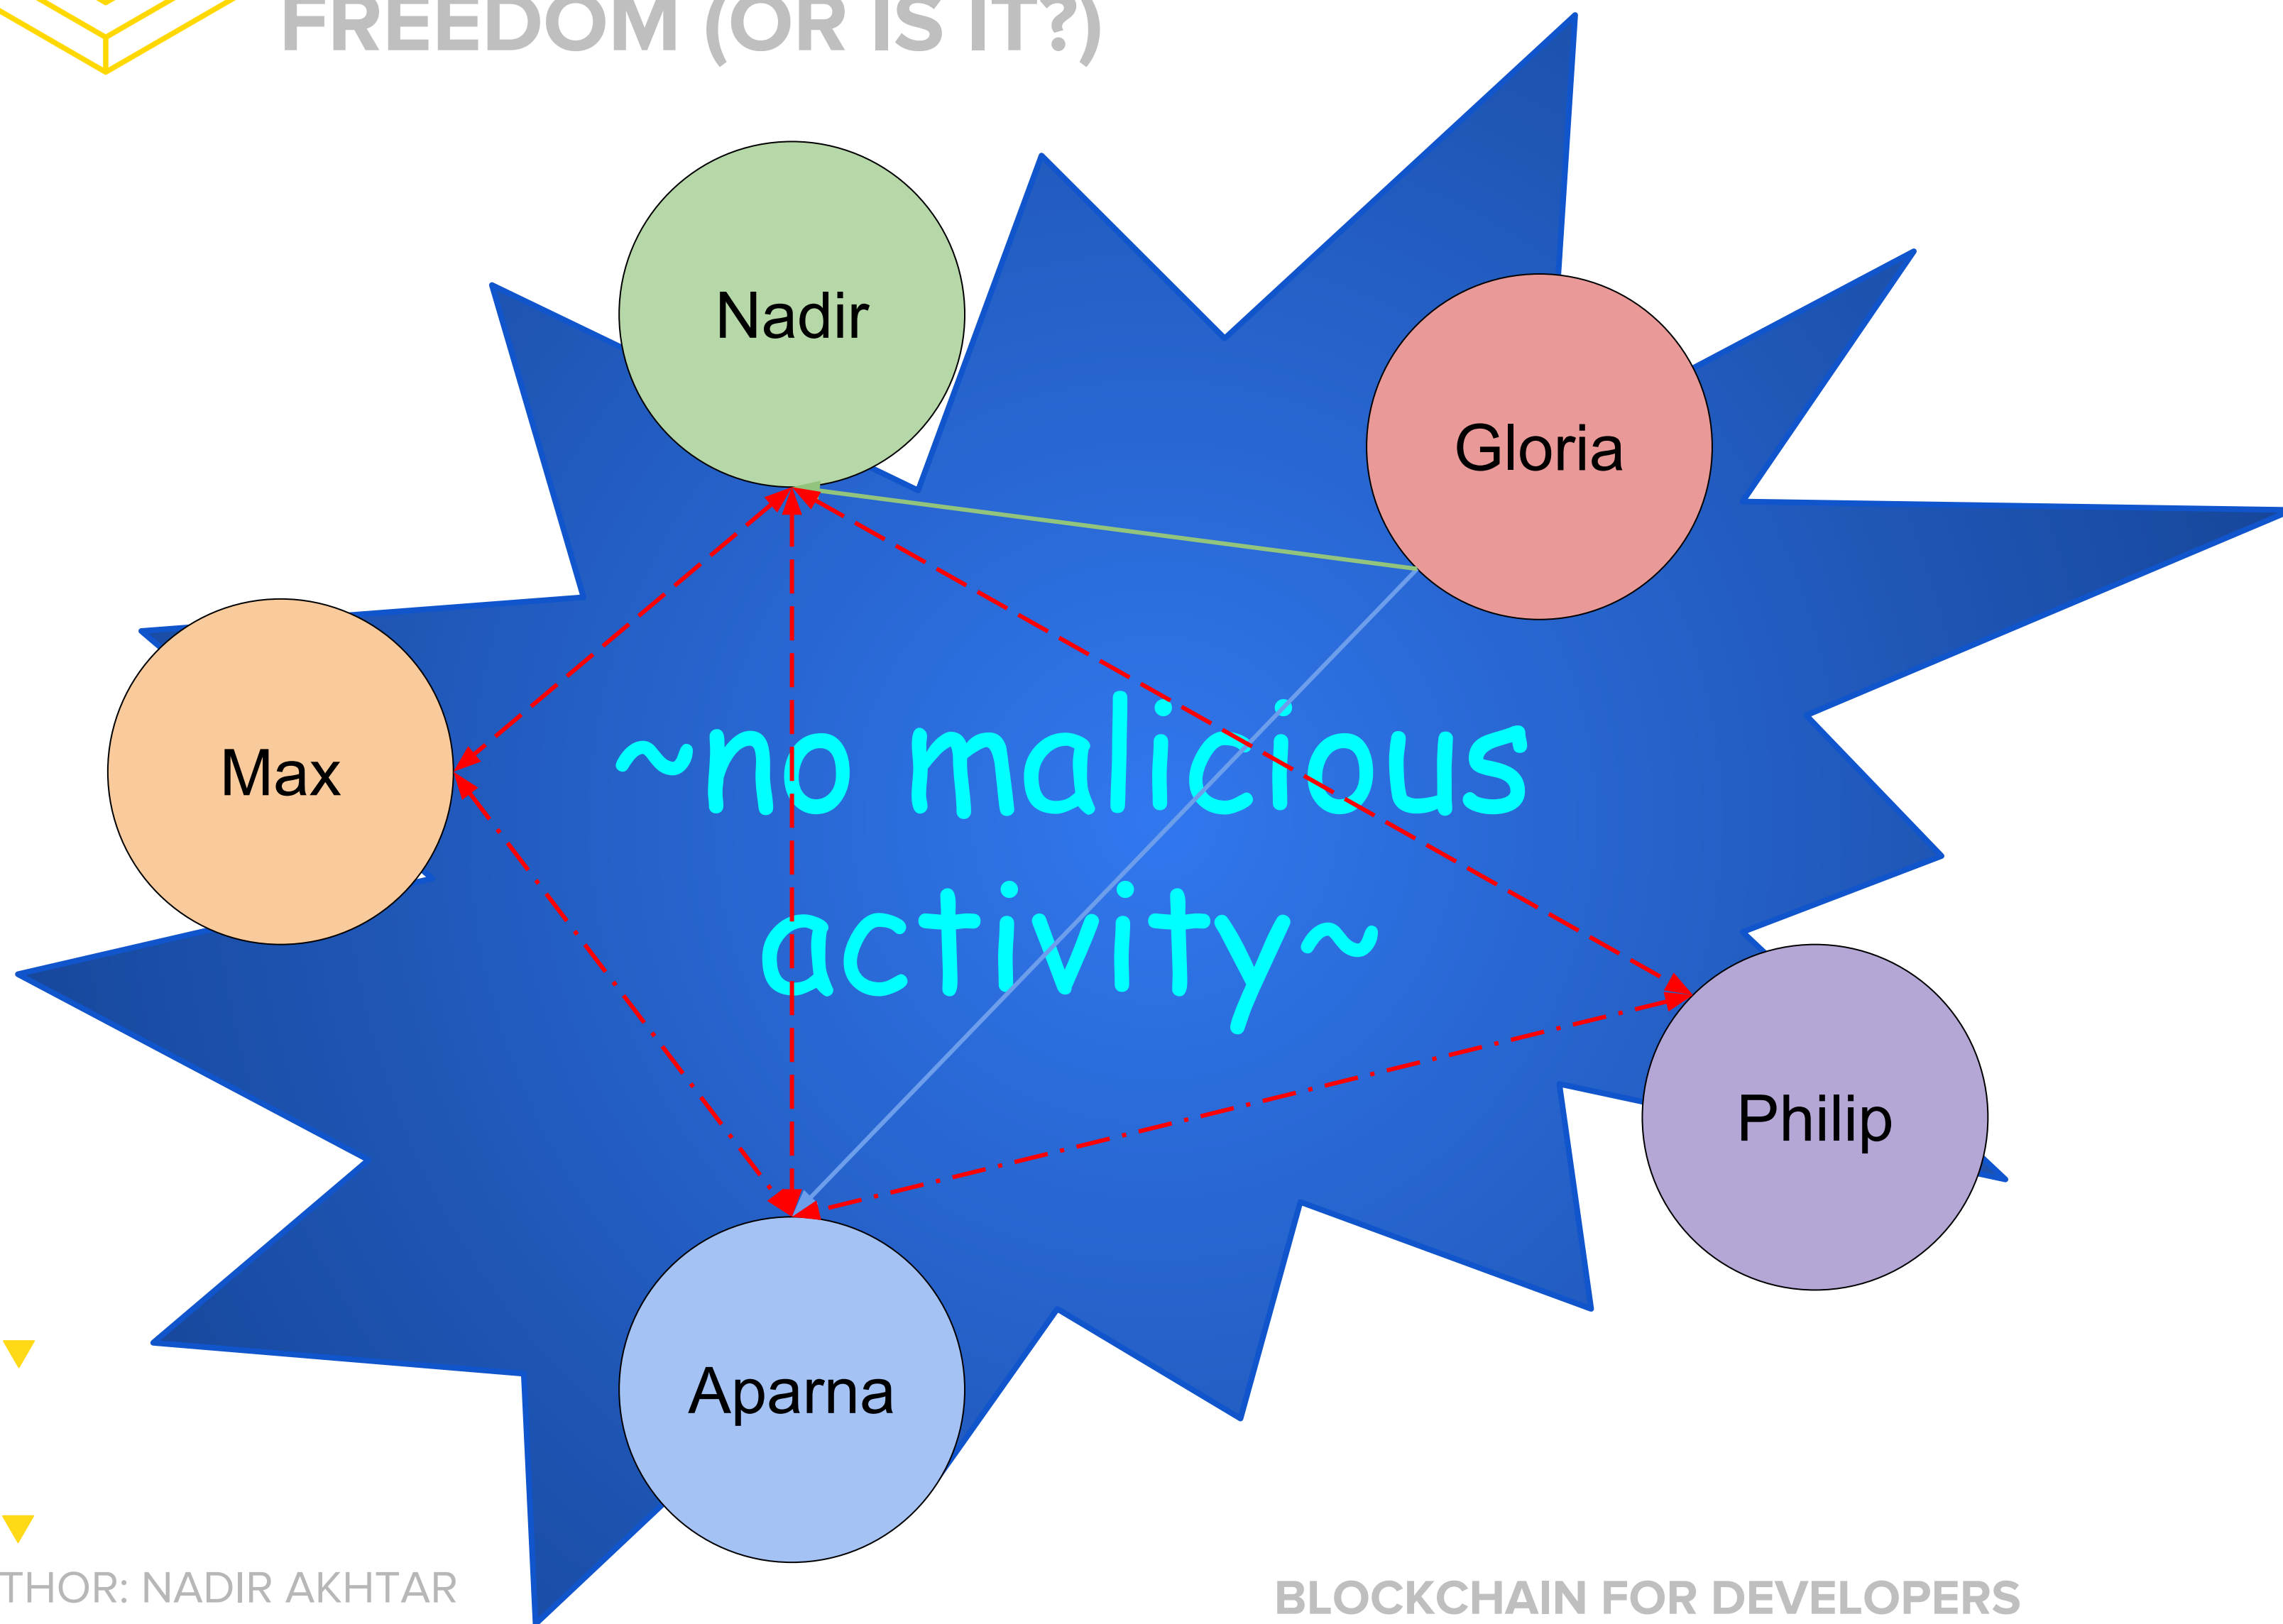 FREEDOM (OR IS IT?)
Nadir
Gloria
Max
~no malicious
activity~
Philip
Aparna
THOR: NADIR AKHTAR
BLOCKCHAIN FOR DEVELOPERS